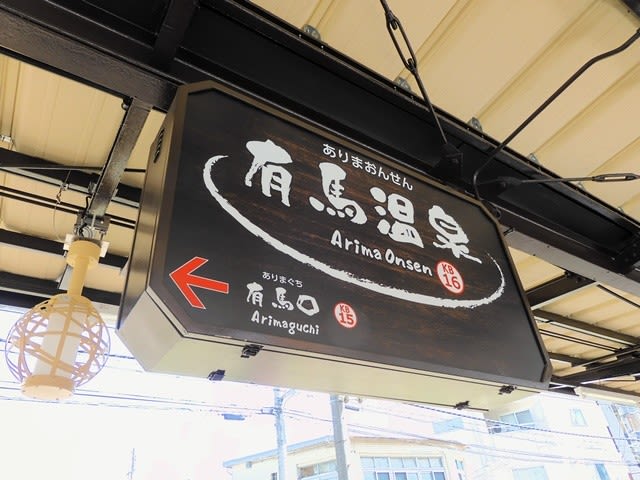 ありまおんせん
有馬温泉
Arima Onsen
KB
16
ありまぐち
有馬口
Arimaguchi
KB
15